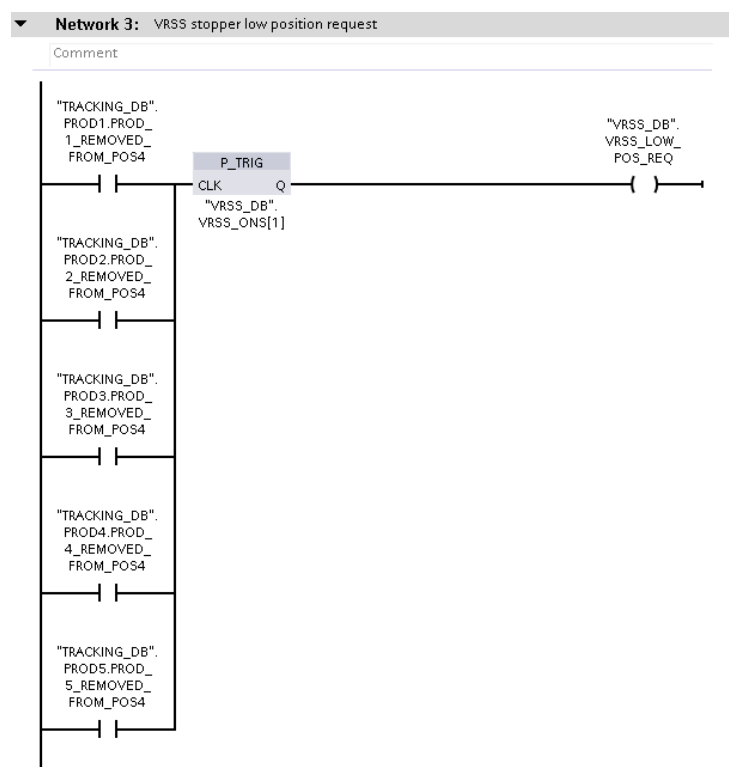 Network 3: VRSS stopper low position request
Comment
"TRACKING_DB".
PROD1.PROD_
1_REMOVED_
FROM_POS4
"VRSS_DB".
VRSS_LOW_
POS_REQ
P_TRIG
CLK Q
"VRSS_DB".
VRSS_ONS[1]
"TRACKING_DB".
PROD2.PROD_
2_REMOVED_
FROM_POS4
"TRACKING_DB".
PROD3.PROD_
3_REMOVED_
FROM_POS4
"TRACKING_DB".
PROD4.PROD_
4_REMOVED_
FROM_POS4
"TRACKING_DB".
PROD5.PROD_
5_REMOVED_
FROM_POS4